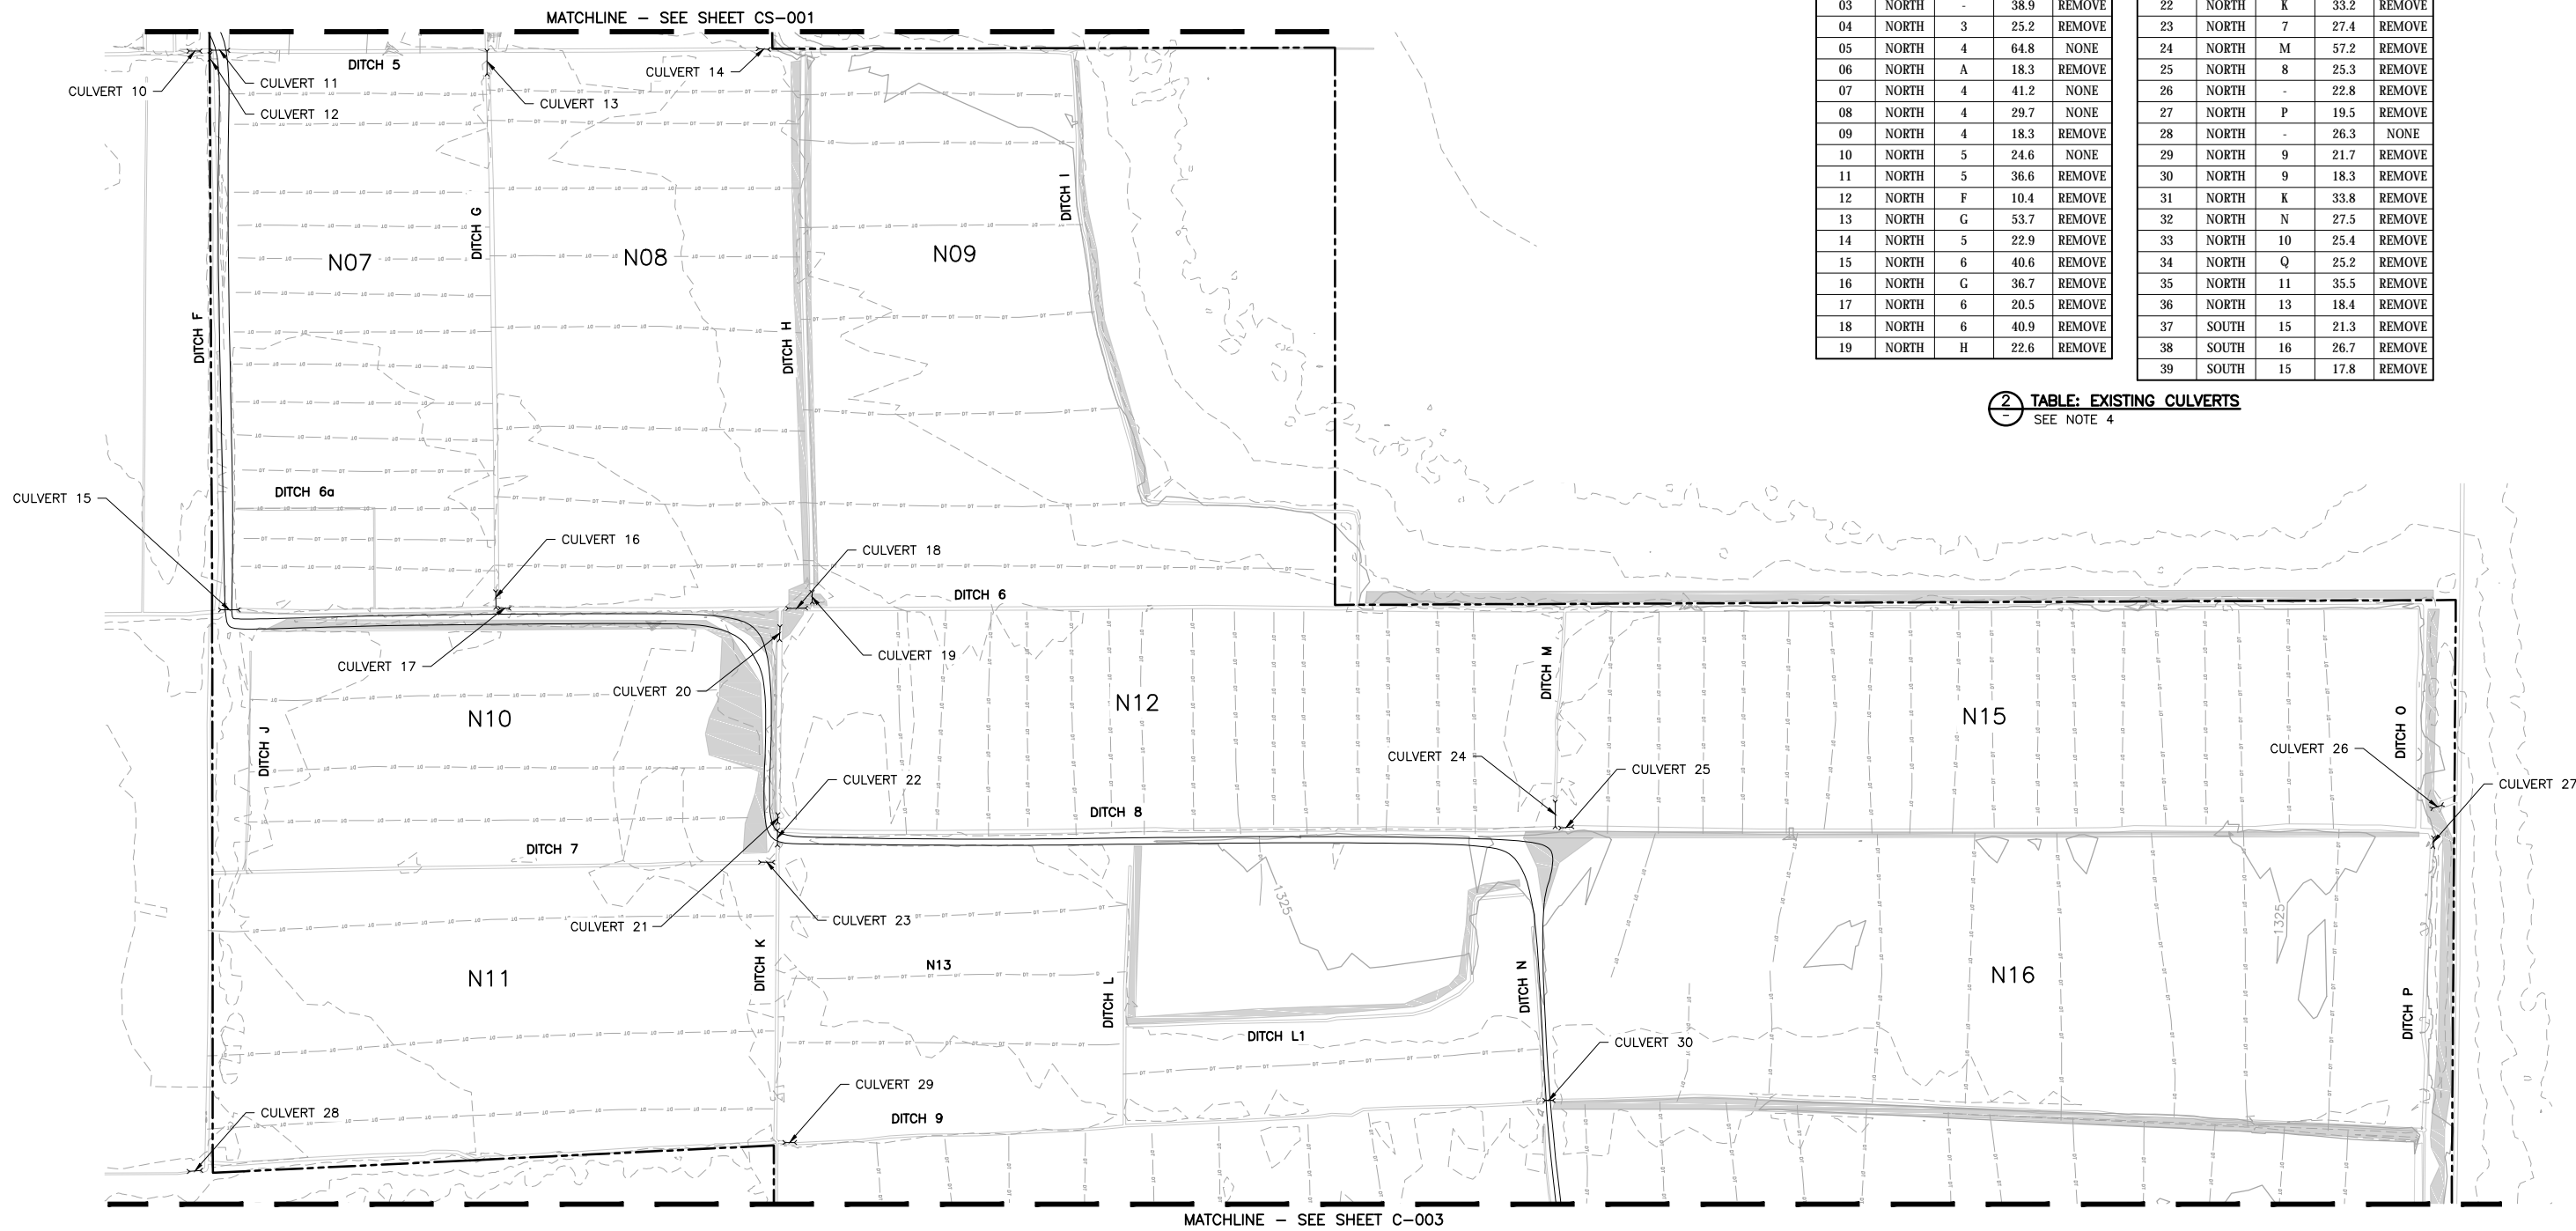 MATCHLINE – SEE SHEET CS-001
03 NORTH - 38.9 REMOVE
04 NORTH 3 25.2 REMOVE
05 NORTH 4 64.8 NONE
06 NORTH A 18.3 REMOVE
07 NORTH 4 41.2 NONE
08 NORTH 4 29.7 NONE
09 NORTH 4 18.3 REMOVE
10 NORTH 5 24.6 NONE
11 NORTH 5 36.6 REMOVE
12 NORTH F 10.4 REMOVE
13 NORTH G 53.7 REMOVE
14 NORTH 5 22.9 REMOVE
15 NORTH 6 40.6 REMOVE
16 NORTH G 36.7 REMOVE
17 NORTH 6 20.5 REMOVE
18 NORTH 6 40.9 REMOVE
19 NORTH H 22.6 REMOVE
22 NORTH K 33.2 REMOVE
23 NORTH 7 27.4 REMOVE
24 NORTH M 57.2 REMOVE
25 NORTH 8 25.3 REMOVE
26 NORTH - 22.8 REMOVE
27 NORTH P 19.5 REMOVE
28 NORTH - 26.3 NONE
29 NORTH 9 21.7 REMOVE
30 NORTH 9 18.3 REMOVE
31 NORTH K 33.8 REMOVE
32 NORTH N 27.5 REMOVE
33 NORTH 10 25.4 REMOVE
34 NORTH Q 25.2 REMOVE
35 NORTH 11 35.5 REMOVE
36 NORTH 13 18.4 REMOVE
37 SOUTH 15 21.3 REMOVE
38 SOUTH 16 26.7 REMOVE
39 SOUTH 15 17.8 REMOVE
2
-
TABLE: EXISTING CULVERTS
SEE NOTE 4
DITCH 5
CULVERT 10
CULVERT 11
CULVERT 12
CULVERT 13
CULVERT 14
DITCH F
DITCH G
DITCH H
DITCH I
N07
N08
N09
DITCH 6a
CULVERT 15
CULVERT 16
CULVERT 18
DITCH 6
CULVERT 17
CULVERT 19
CULVERT 20
N10
N12
DITCH M
N15
DITCH O
DITCH J
CULVERT 22
CULVERT 24
CULVERT 25
CULVERT 26
CULVERT 27
DITCH 8
DITCH 7
CULVERT 21
CULVERT 23
1325
1325
N11
DITCH K
N13
DITCH L
DITCH N
N16
DITCH P
DITCH L1
CULVERT 30
CULVERT 28
CULVERT 29
DITCH 9
MATCHLINE – SEE SHEET C-003